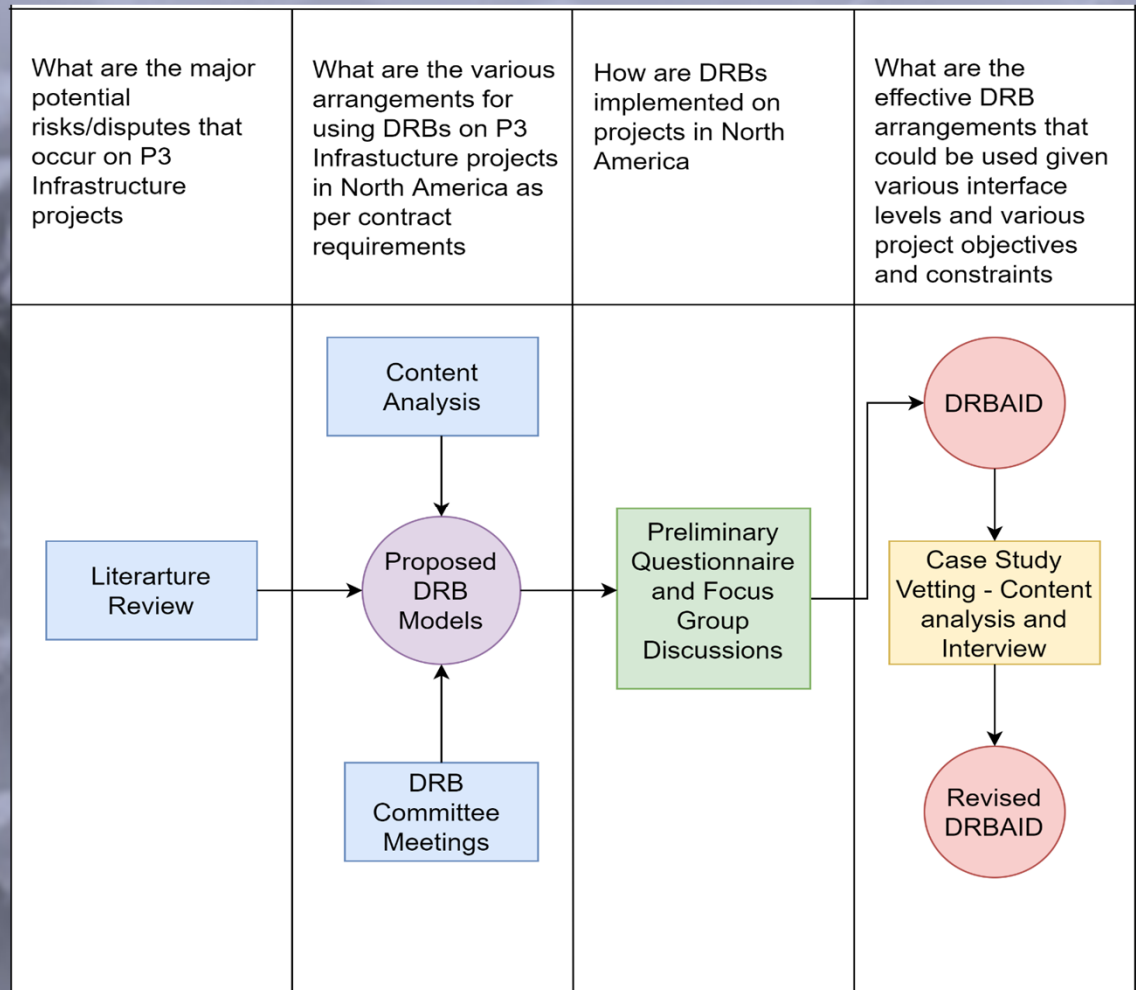 What are the major
potential
risks/disputes that
occur on P3
Infrastructure
projects
What are the various
arrangements for
using DRBs on P3
Infrastucture projects
in North America as
per contract
requirements
How are DRBs
implemented on
projects in North
America
What are the
effective DRB
arrangements that
could be used given
various interface
levels and various
project objectives
and constraints
Literarture
Review
Content
Analysis
Proposed
DRB
Models
DRB
Committee
Meetings
Preliminary
Questionnaire
and Focus
Group
Discussions
DRBAID
Case Study
Vetting - Content
analysis and
Interview
Revised
DRBAID